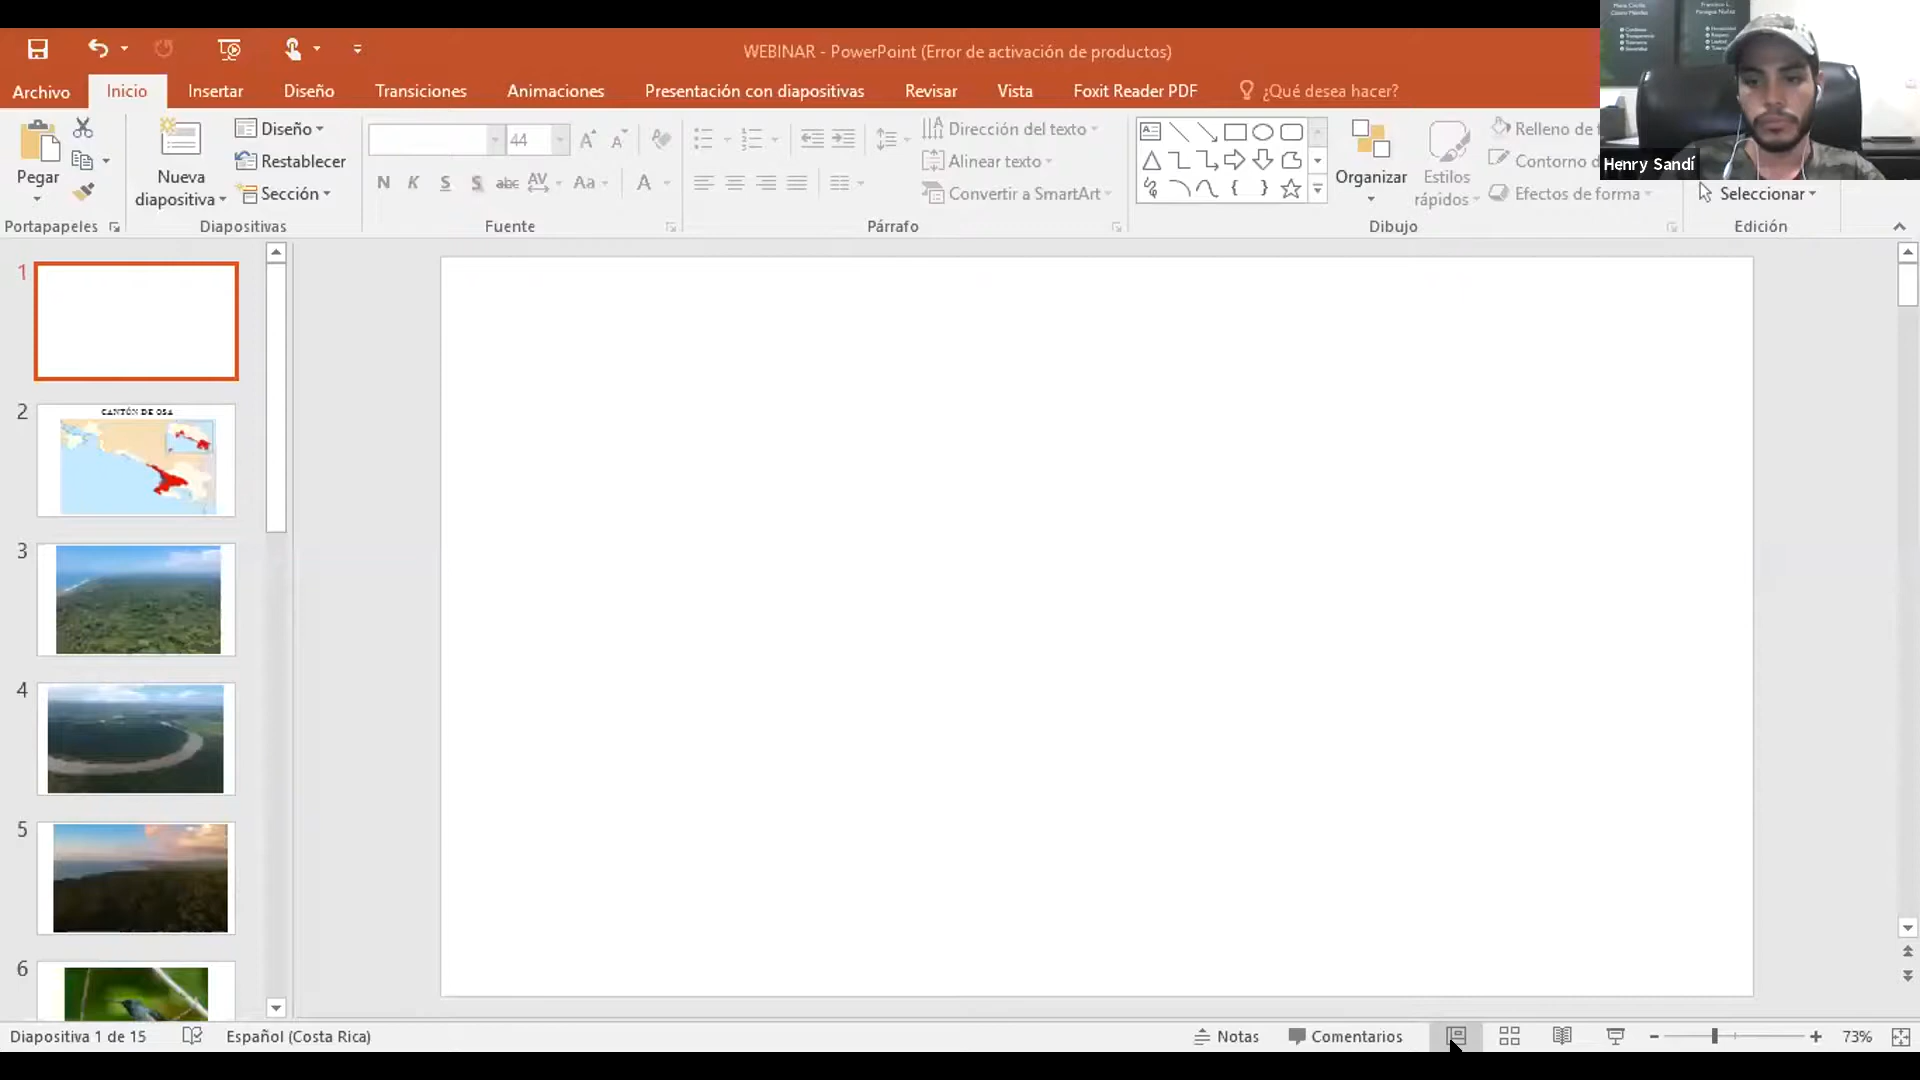 WEBINAR - PowerPoint (Error de activación de productos)
Archivo
Inicio
Insertar
Diseño
Transiciones
Animaciones
Presentación con diapositivas
Revisar
Vista
Foxit Reader PDF
¿Qué desea hacer?
Pegar
Portapapeles
Nueva
diapositiva
Diseño
Restablecer
Sección
Diapositivas
44
N K S S abc AV Aa A
Fuente
Dirección del texto
Alinear texto
Convertir a SmartArt
Párrafo
Organizar
Estilos
rápidos
Relleno de
Contorno
Efectos de forma
Dibujo
Henry Sandí
Seleccionar
Edición
1
2
CANTÓN DE OSA
3
4
5
6
Diapositiva 1 de 15
Español (Costa Rica)
Notas
Comentarios
73%